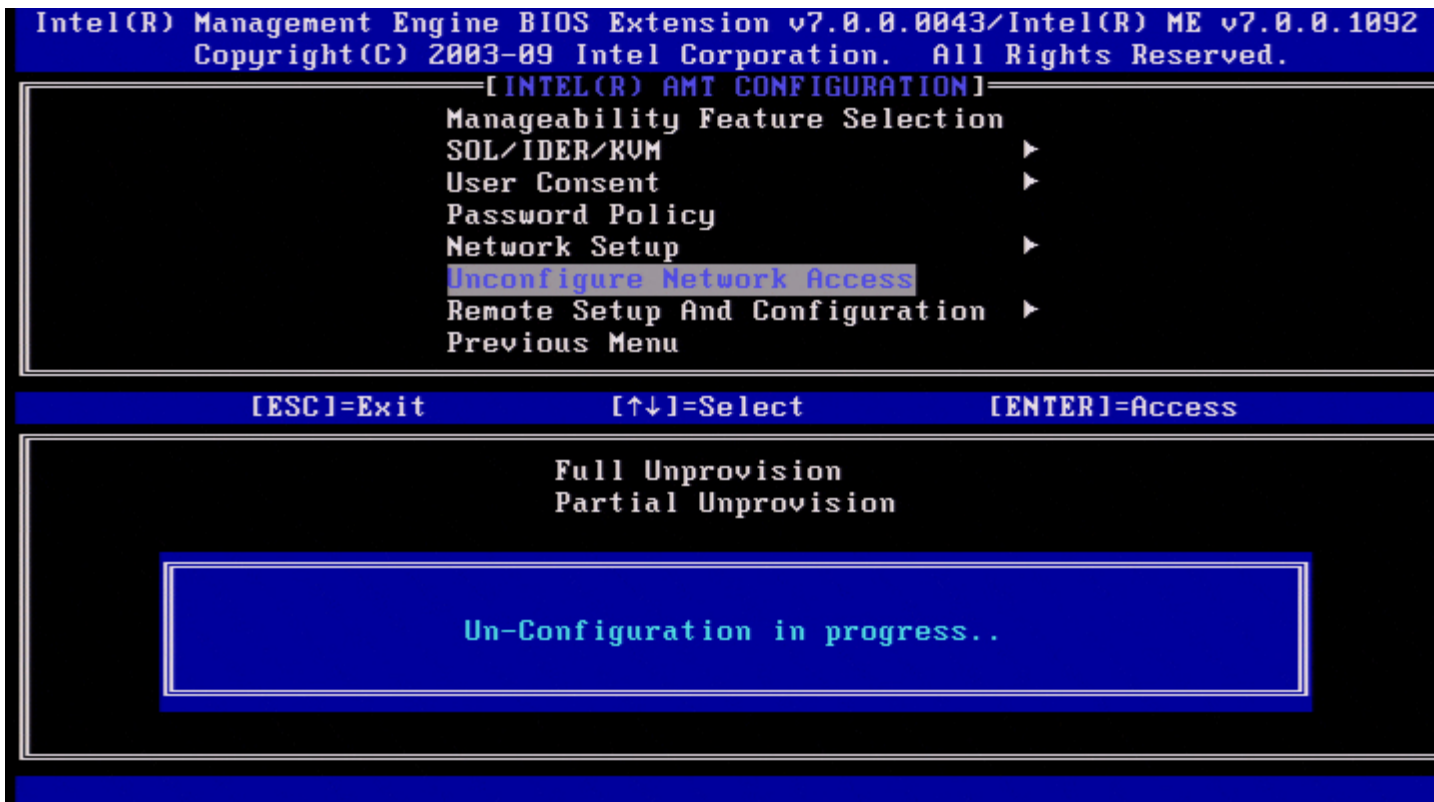 Intel(R) Management Engine BIOS Extension v7.0.0.0043/Intel(R) ME v7.0.0.1092
Copyright(C) 2003-09 Intel Corporation. All Rights Reserved.
[INTEL(R) AMT CONFIGURATION]
Manageability Feature Selection
SOL/IDER/KVM ►
User Consent ►
Password Policy
Network Setup ►
Unconfigure Network Access
Remote Setup And Configuration ►
Previous Menu
[ESC]=Exit [↑↓]=Select [ENTER]=Access
Full Unprovision
Partial Unprovision
Un-Configuration in progress..